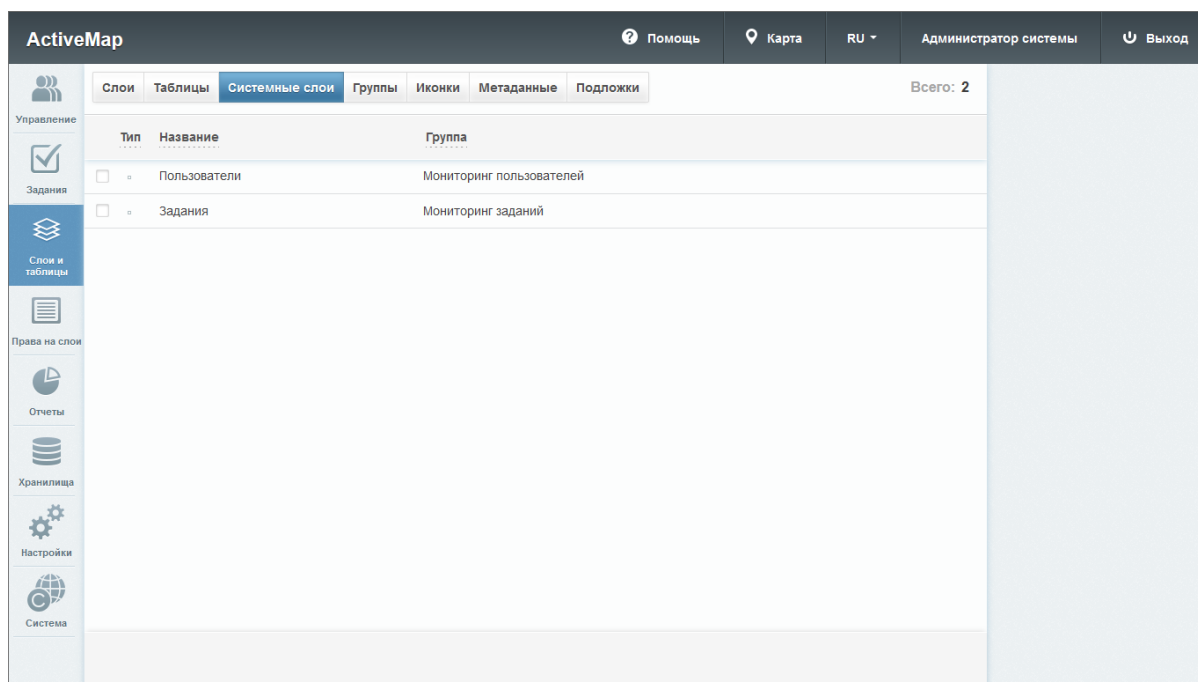 ActiveMap Помощь Карта RU Администратор системы Выход
Слои Таблицы Системные слои Группы Иконки Метаданные Подложки Всего: 2
Тип Название Группа
Пользователи Мониторинг пользователей
Задания Мониторинг заданий
Управление
Задания
Слои и
таблицы
Права на слои
Отчеты
Хранилища
Настройки
Система